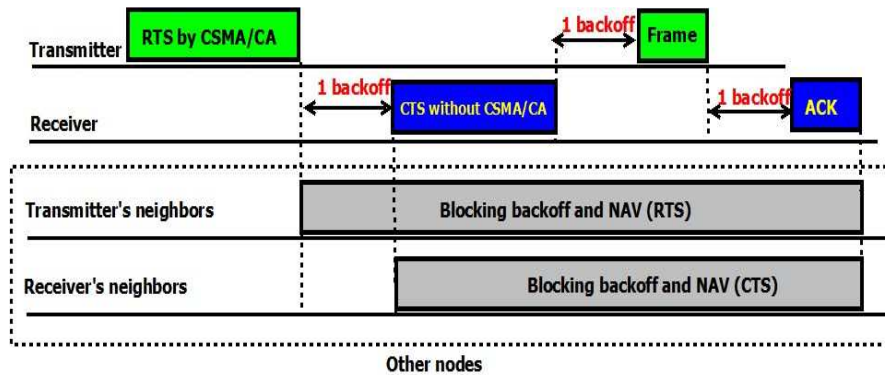 1 backoff
RTS by CSMA/CA
Frame
Transmitter
1 backoff
CTS without CSMA/CA
1 backoff
ACK
Receiver
Transmitter's neighbors
Blocking backoff and NAV (RTS)
Receiver's neighbors
Blocking backoff and NAV (CTS)
Other nodes